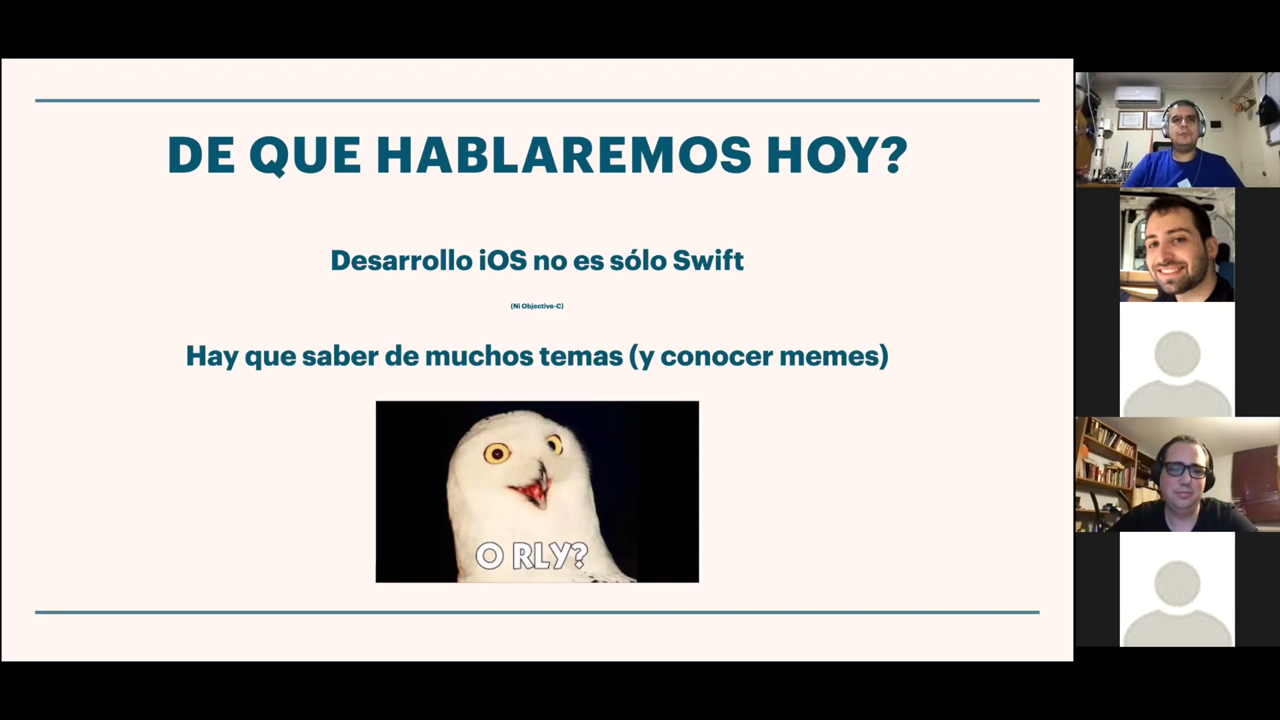 DE QUE HABLAREMOS HOY?
Desarrollo iOS no es sólo Swift
(Ni Objective-C)
Hay que saber de muchos temas (y conocer memes)
O RLY?